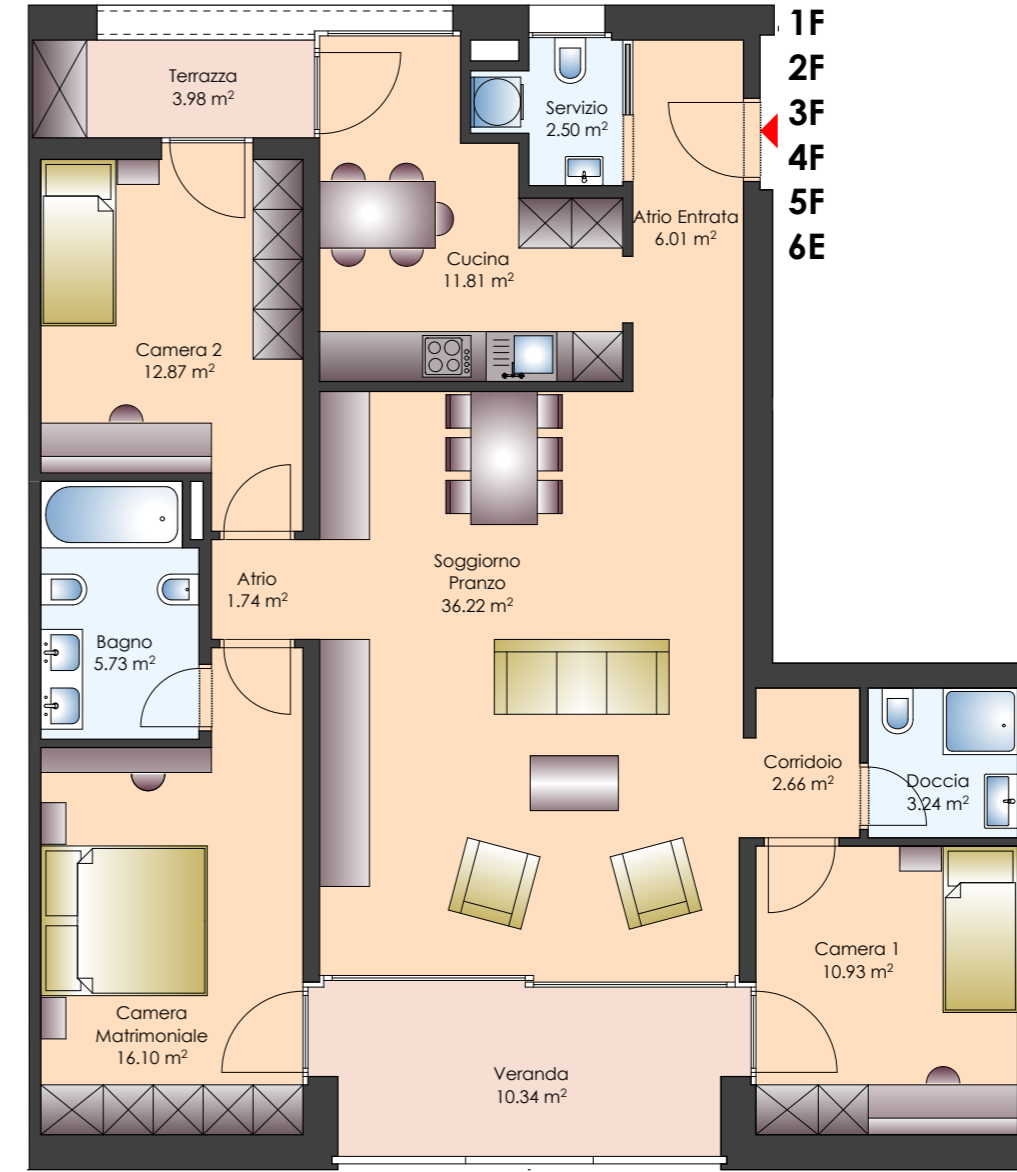 1F
2F
3F
4F
5F
6E
Terrazza
3.98 m²
Servizio
2.50 m²
Atrio Entrata
6.01 m²
Cucina
11.81 m²
Camera 2
12.87 m²
Atrio
1.74 m²
Soggiorno
Pranzo
36.22 m²
Bagno
5.73 m²
Corridoio
2.66 m²
Doccia
3.24 m²
Camera 1
10.93 m²
Camera
Matrimoniale
16.10 m²
Veranda
10.34 m²